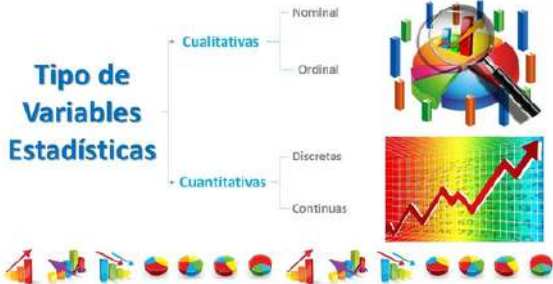 Tipo de
Variables
Estadísticas
Cualitativas
Nominal
Ordinal
Cuantitativas
Discretas
Continuas